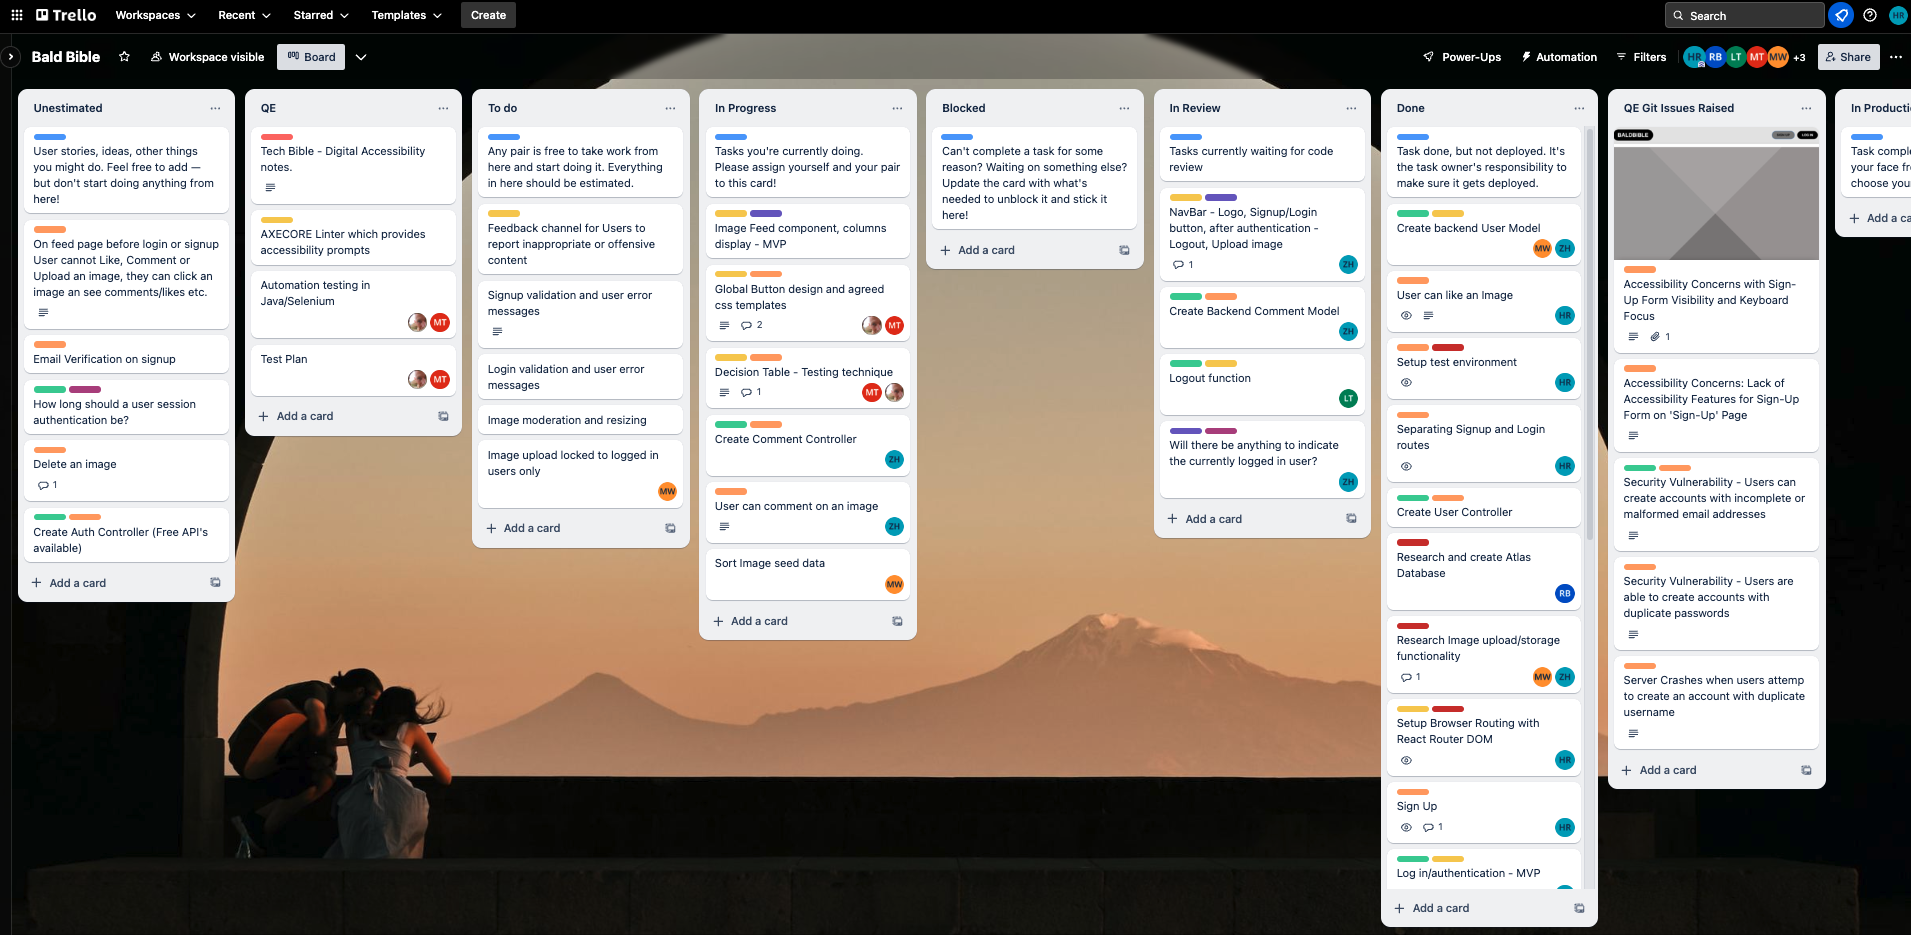 Trello
Workspaces
Recent
Starred
Templates
Create
Search
HR
Bald Bible
Workspace visible
Board
Power-Ups
Automation
Filters
HR
RB
LT
MT
MW
+3
Share
Unestimated
User stories, ideas, other things
you might do. Feel free to add —
but don't start doing anything from
here!
On feed page before login or signup
User cannot Like, Comment or
Upload an image, they can click an
image an see comments/likes etc.
Email Verification on signup
How long should a user session
authentication be?
Delete an image
1
Create Auth Controller (Free API's
available)
Add a card
QE
Tech Bible - Digital Accessibility
notes.
AXECORE Linter which provides
accessibility prompts
Automation testing in
Java/Selenium
MT
Test Plan
MT
Add a card
To do
Any pair is free to take work from
here and start doing it. Everything
in here should be estimated.
Feedback channel for Users to
report inappropriate or offensive
content
Signup validation and user error
messages
Login validation and user error
messages
Image moderation and resizing
Image upload locked to logged in
users only
MW
Add a card
In Progress
Tasks you're currently doing.
Please assign yourself and your pair
to this card!
Image Feed component, columns
display - MVP
Global Button design and agreed
css templates
2
MT
Decision Table - Testing technique
1
MT
Create Comment Controller
ZH
User can comment on an image
ZH
Sort Image seed data
MW
Add a card
Blocked
Can't complete a task for some
reason? Waiting on something else?
Update the card with what's
needed to unblock it and stick it
here!
Add a card
In Review
Tasks currently waiting for code
review
NavBar - Logo, Signup/Login
button, after authentication -
Logout, Upload image
1
ZH
Create Backend Comment Model
ZH
Logout function
LT
Will there be anything to indicate
the currently logged in user?
ZH
Add a card
Done
Task done, but not deployed. It's
the task owner's responsibility to
make sure it gets deployed.
Create backend User Model
MW
ZH
User can like an Image
HR
Setup test environment
HR
Separating Signup and Login
routes
HR
Create User Controller
Research and create Atlas
Database
RB
Research Image upload/storage
functionality
1
MW
ZH
Setup Browser Routing with
React Router DOM
HR
Sign Up
1
HR
Log in/authentication - MVP
Add a card
QE Git Issues Raised
BALDBIBLE
SIGN UP
LOG IN
Accessibility Concerns with Sign-
Up Form Visibility and Keyboard
Focus
1
Accessibility Concerns: Lack of
Accessibility Features for Sign-Up
Form on 'Sign-Up' Page
Security Vulnerability - Users can
create accounts with incomplete or
malformed email addresses
Security Vulnerability - Users are
able to create accounts with
duplicate passwords
Server Crashes when users attemp
to create an account with duplicate
username
Add a card
In Producti
Task comple
your face fr
choose you
Add a ca